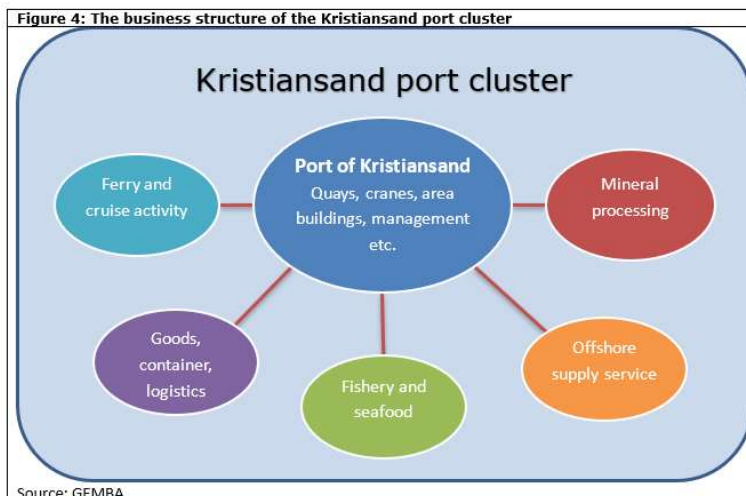 Figure 4: The business structure of the Kristiansand port cluster
Kristiansand port cluster
Port of Kristiansand
Quays, cranes, area
buildings, management
etc.
Ferry and
cruise activity
Mineral
processing
Goods,
container,
logistics
Fishery and
seafood
Offshore
supply service
Source: GEMBA